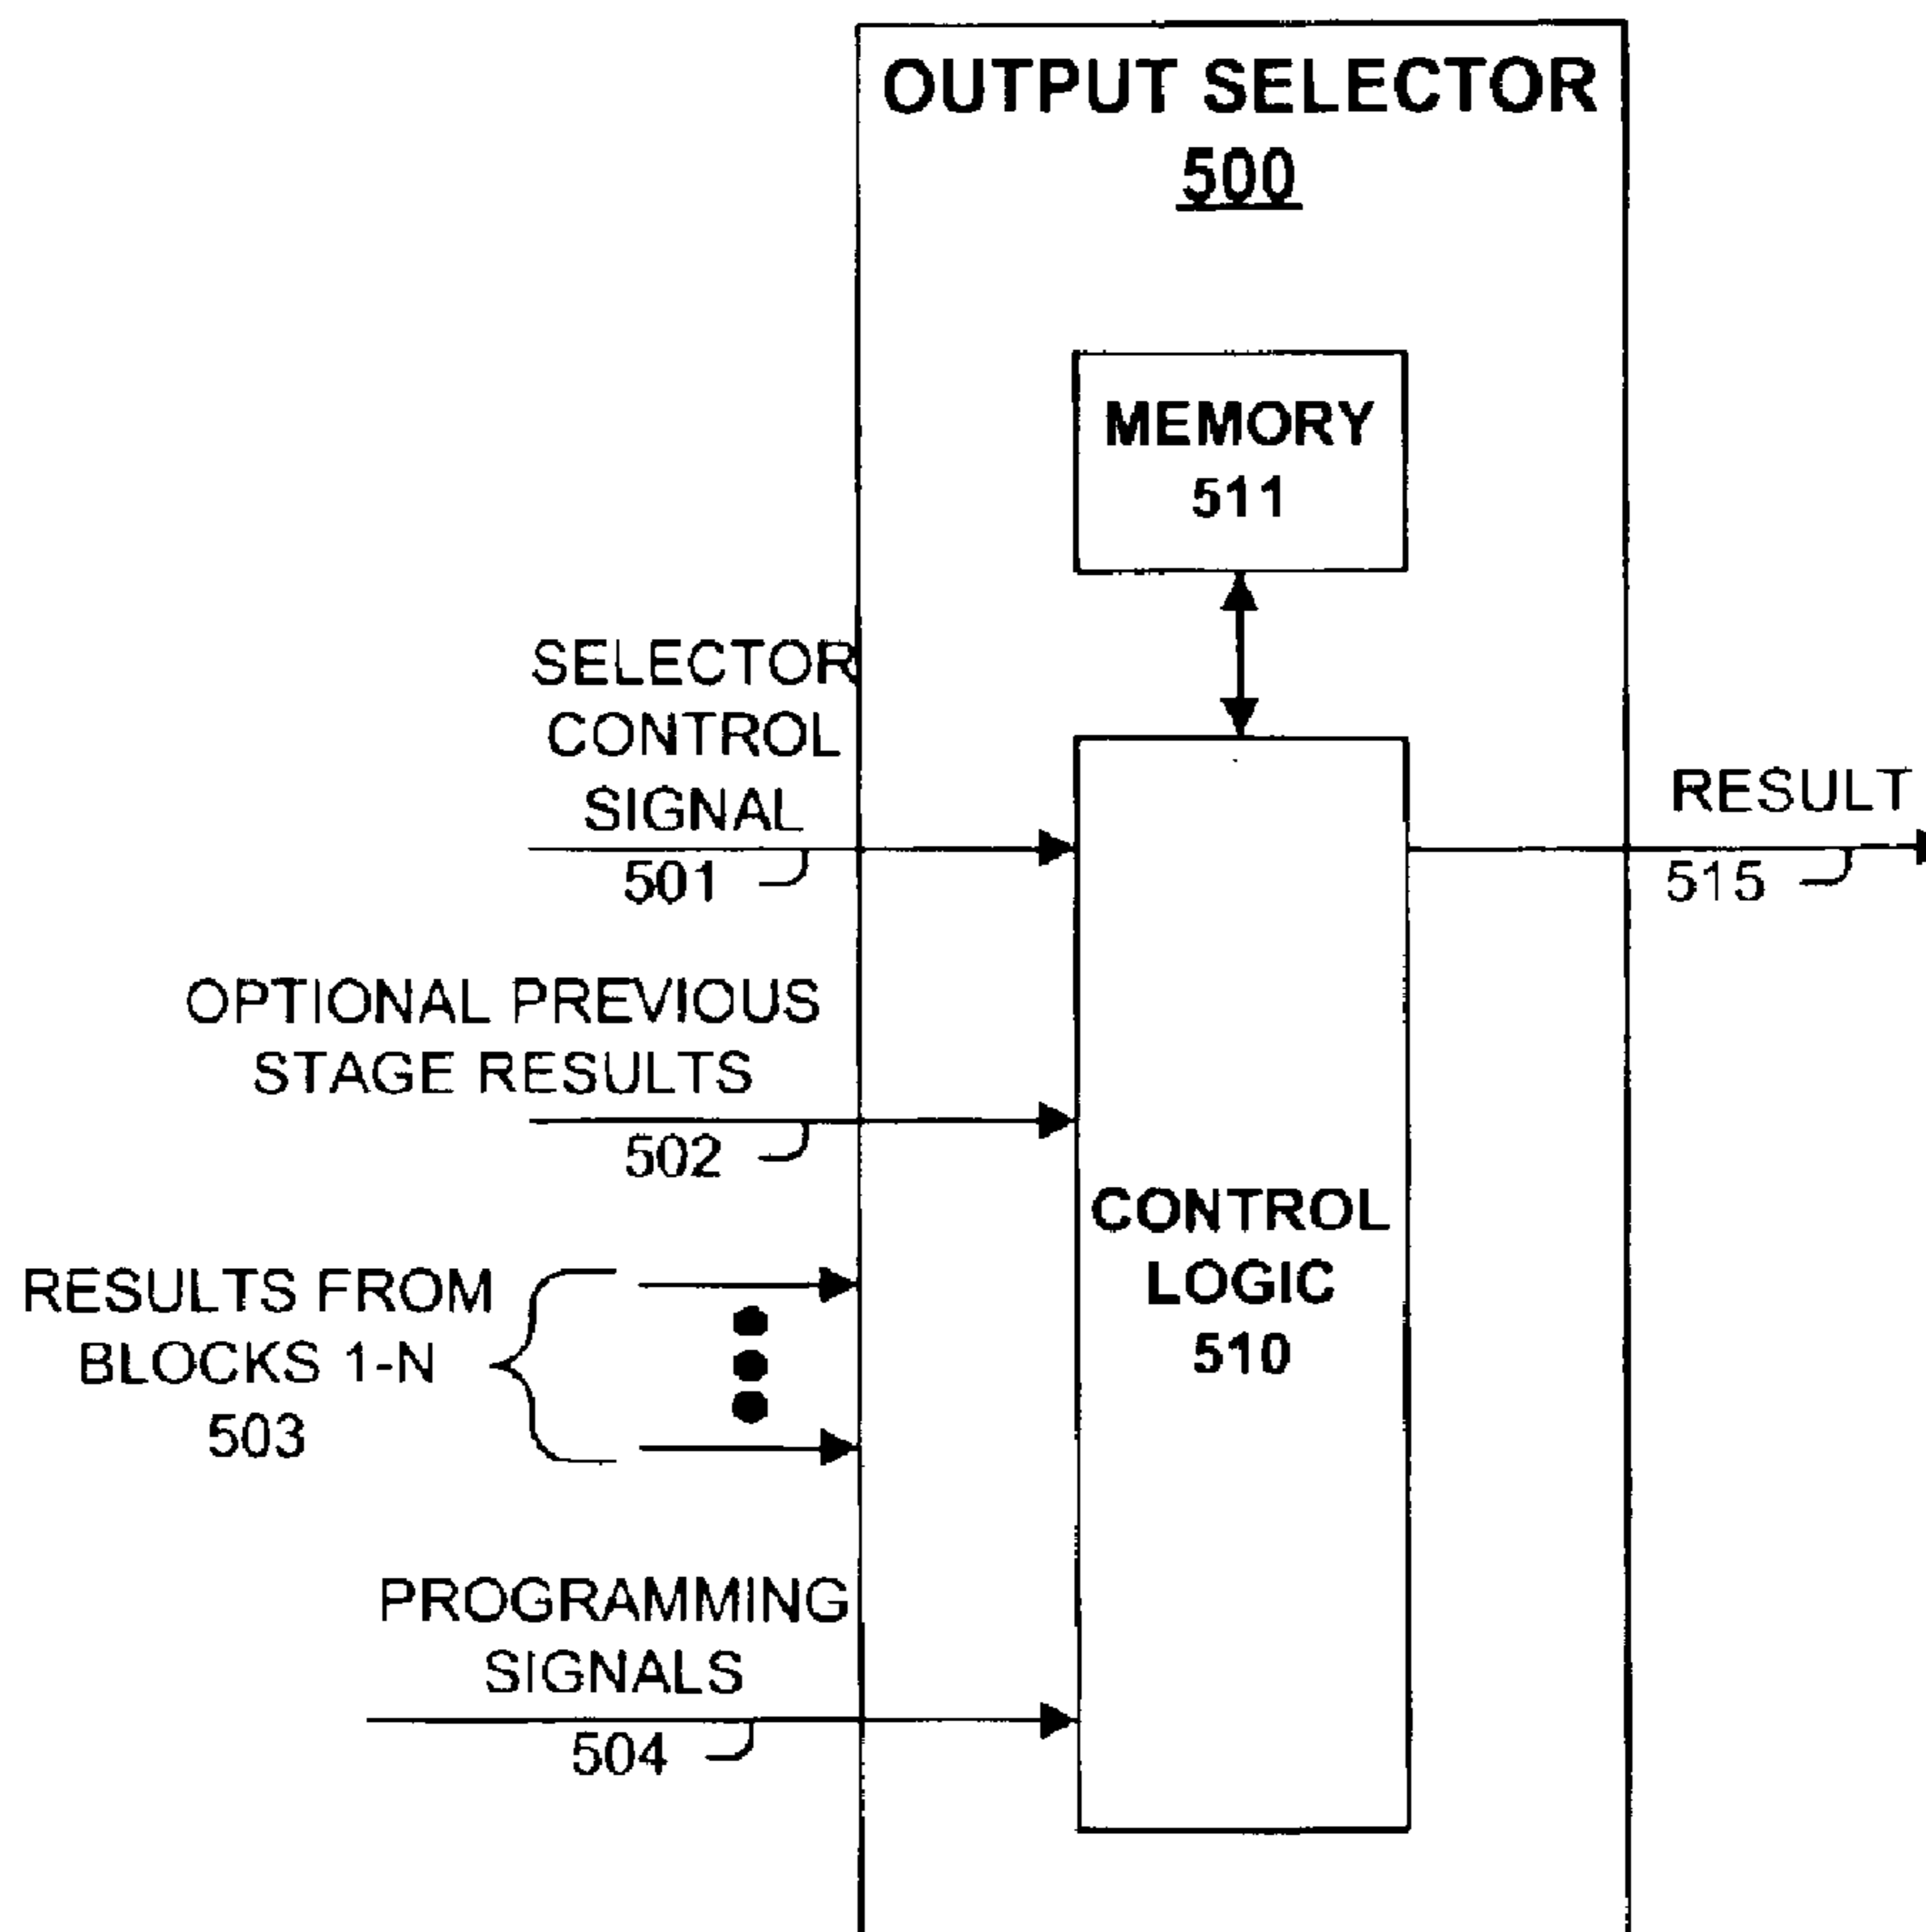 OUTPUT SELECTOR
500
MEMORY
511
SELECTOR
CONTROL
SIGNAL
501
RESULT
515
OPTIONAL PREVIOUS
STAGE RESULTS
502
CONTROL
LOGIC
510
RESULTS FROM
BLOCKS 1-N
503
PROGRAMMING
SIGNALS
504